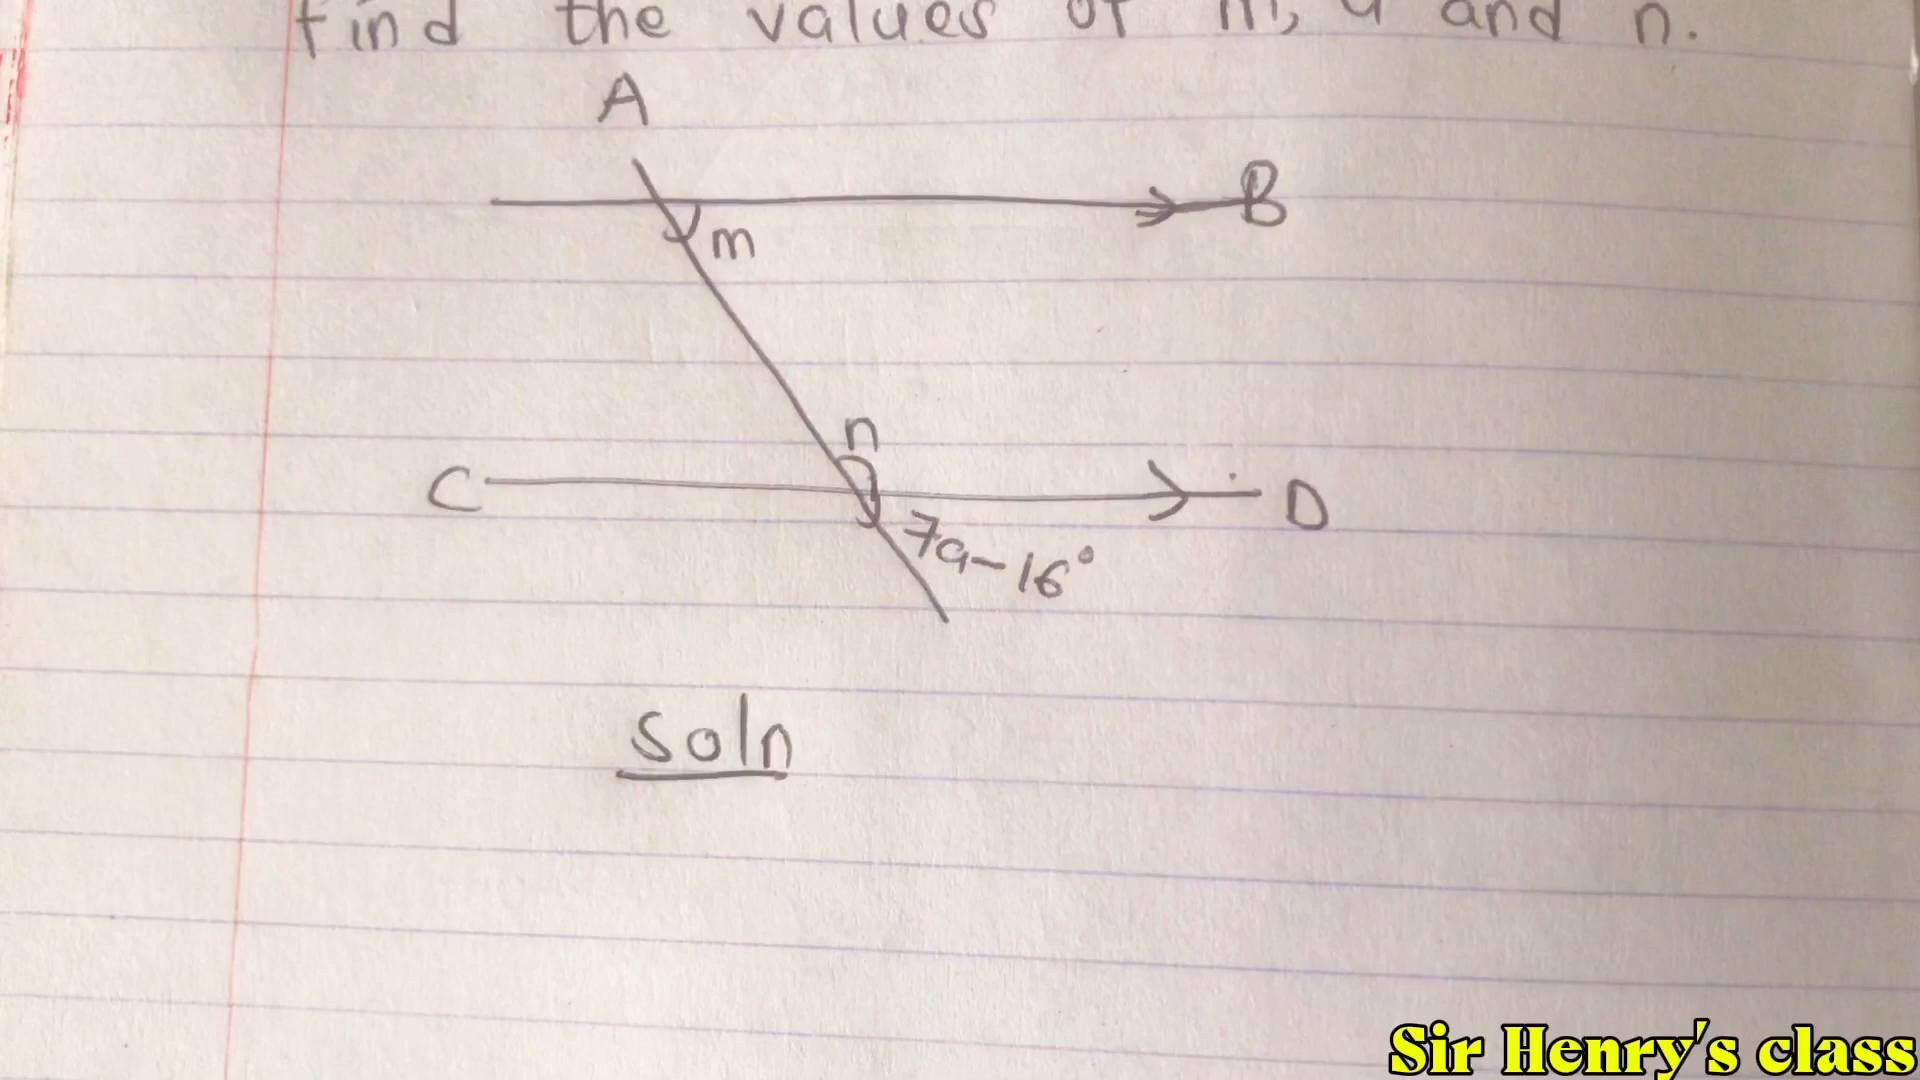 find the values of m, a and n.
A
B
m
n
C
D
7a-16°
soln
Sir Henry's class